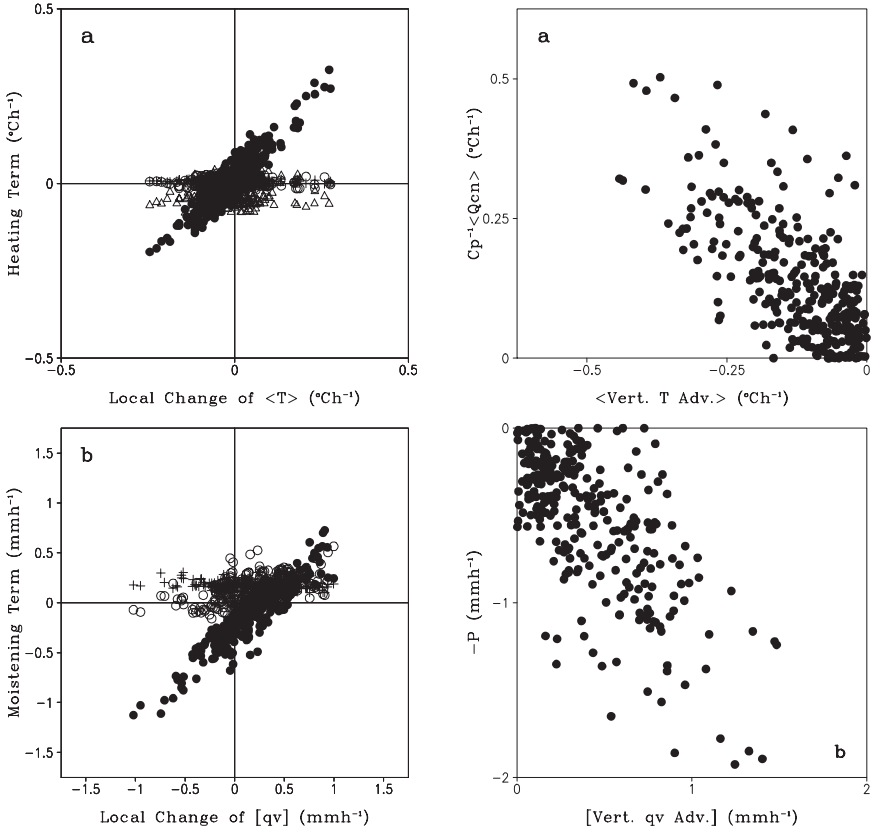 a
0.5
0
−0.5
−0.5
0
0.5
Heating Term (°Ch⁻¹)
Local Change of <T> (°Ch⁻¹)
a
0.5
0.25
0
−0.5
−0.25
0
Cp⁻¹<Qcn> (°Ch⁻¹)
<Vert. T Adv.> (°Ch⁻¹)
b
1.5
1
0.5
0
−0.5
−1
−1.5
−1.5
−1
−0.5
0
0.5
1
1.5
Moistening Term (mmh⁻¹)
Local Change of [qv] (mmh⁻¹)
0
−1
−2
0
1
2
−P (mmh⁻¹)
b
[Vert. qv Adv.] (mmh⁻¹)